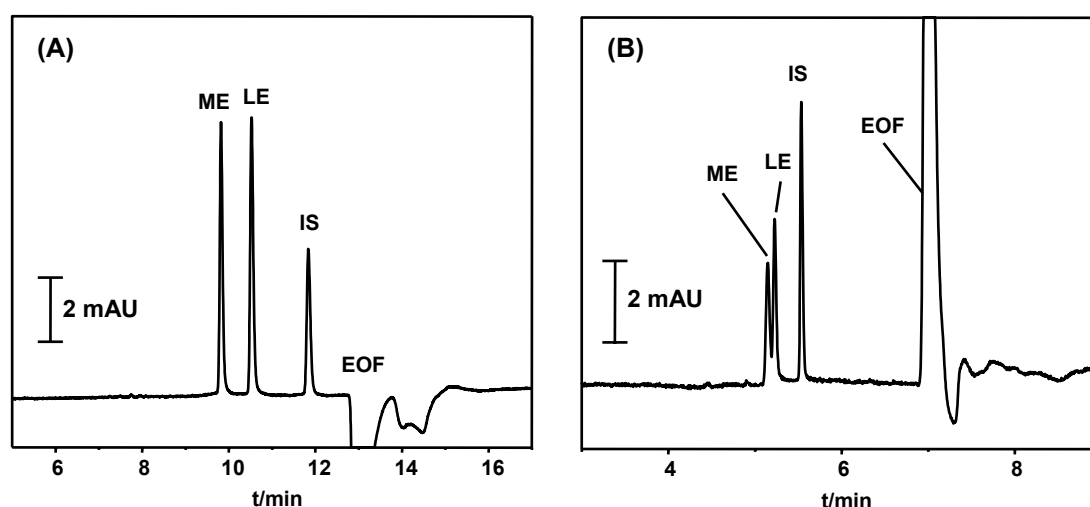 (A)
ME LE
IS
EOF
2 mAU
6 8 10 12 14 16
t/min
(B)
IS
EOF
LE
ME
2 mAU
4 6 8
t/min